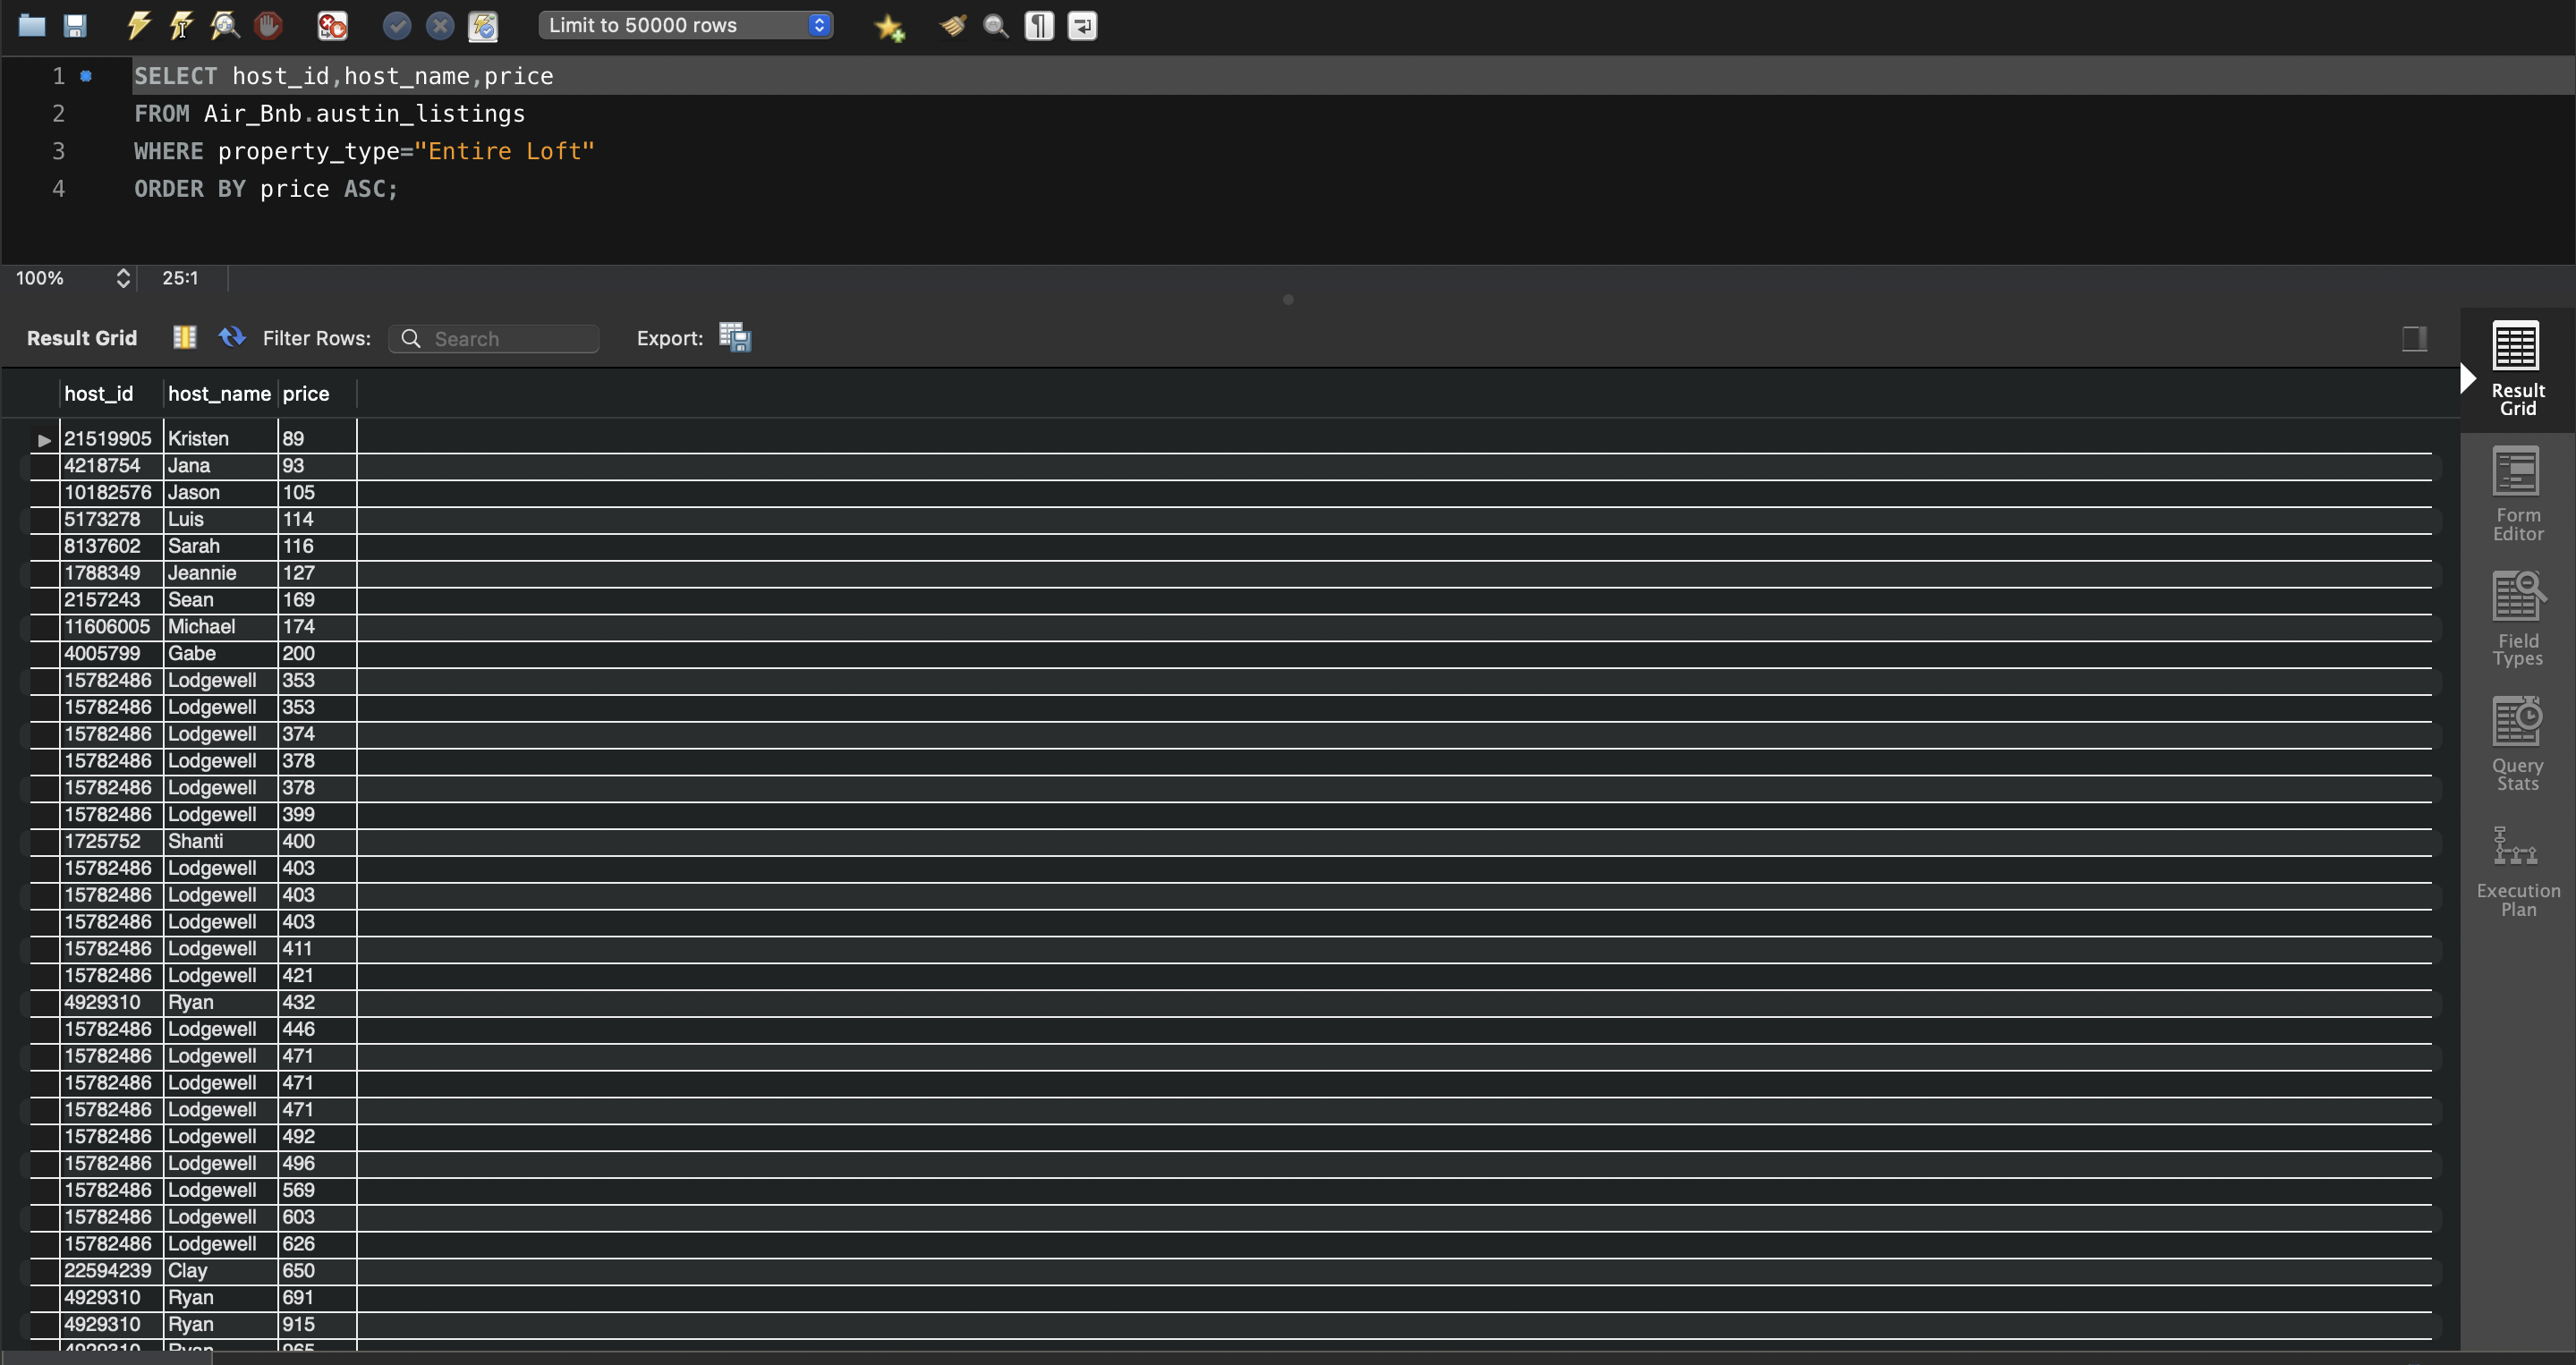 Limit to 50000 rows
1 SELECT host_id,host_name,price
2 FROM Air_Bnb.austin_listings
3 WHERE property_type="Entire Loft"
4 ORDER BY price ASC;
100% 25:1
Result Grid Filter Rows: Search Export:
host_id host_name price
21519905 Kristen 89
4218754 Jana 93
10182576 Jason 105
5173278 Luis 114
8137602 Sarah 116
1788349 Jeannie 127
2157243 Sean 169
11606005 Michael 174
4005799 Gabe 200
15782486 Lodgewell 353
15782486 Lodgewell 353
15782486 Lodgewell 374
15782486 Lodgewell 378
15782486 Lodgewell 378
15782486 Lodgewell 399
1725752 Shanti 400
15782486 Lodgewell 403
15782486 Lodgewell 403
15782486 Lodgewell 403
15782486 Lodgewell 411
15782486 Lodgewell 421
4929310 Ryan 432
15782486 Lodgewell 446
15782486 Lodgewell 471
15782486 Lodgewell 471
15782486 Lodgewell 471
15782486 Lodgewell 492
15782486 Lodgewell 496
15782486 Lodgewell 569
15782486 Lodgewell 603
15782486 Lodgewell 626
22594239 Clay 650
4929310 Ryan 691
4929310 Ryan 915
4929310 Ryan 965
Result
Grid
Form
Editor
Field
Types
Query
Stats
Execution
Plan